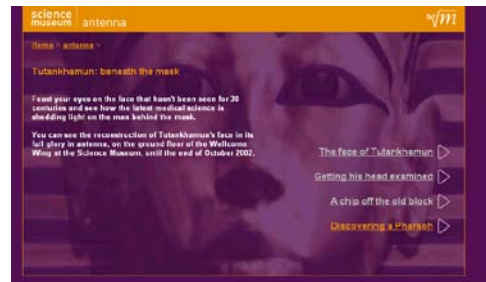 science
museum antenna
m
Home > antenna >
Tutankhamun: beneath the mask
Feast your eyes on the face that hasn't been seen for 30
centuries and see how the latest medical science is
shedding light on the man behind the mask.
You can see the reconstruction of Tutankhamun's face in its
full glory in antenna, on the ground floor of the Wellcome
Wing at the Science Museum, until the end of October 2002.
The face of Tutankhamun
Getting his head examined
A chip off the old block
Discovering a Pharaoh